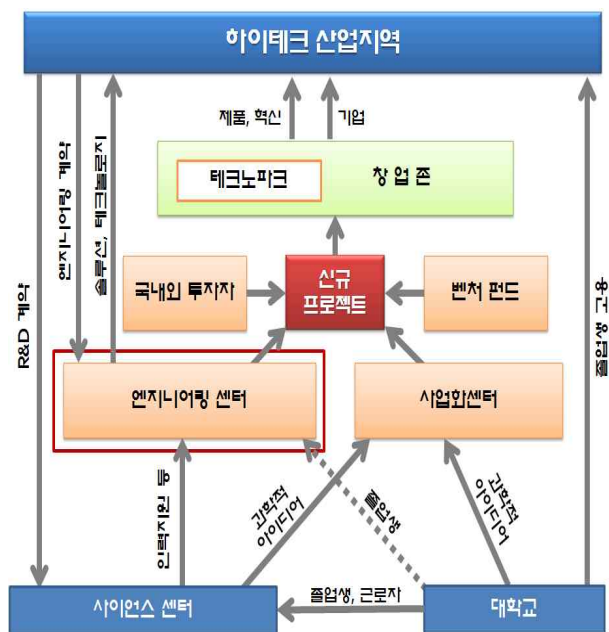 하이테크 산업지역
제품, 혁신
기업
엔지니어링 계약
솔루션, 테크놀로지
R&D 계약
졸업생 고용
테크노파크
창 업 존
국내외 투자자
신규
프로젝트
벤처 펀드
엔지니어링 센터
사업화센터
인력지원 등
과학적
아이디어
졸업생
과학적
아이디어
사이언스 센터
졸업생, 근로자
대학교